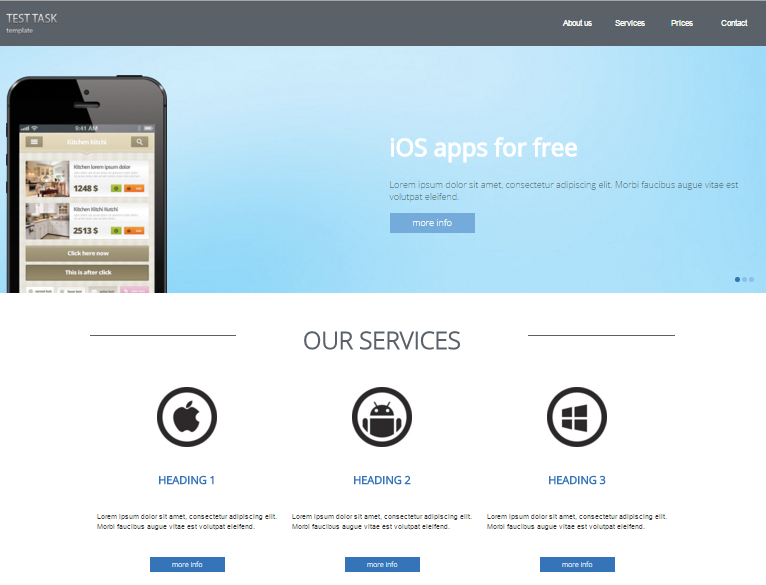 TEST TASK
template
About us
Services
Prices
Contact
9:41 AM
Kitchen kitchi
Kitchen lorem ipsum dolor
1248 $
Kitchen Kitchi Kutchi
2513 $
Click here now
This is after click
iOS apps for free
Lorem ipsum dolor sit amet, consectetur adipiscing elit. Morbi faucibus augue vitae est
volutpat eleifend.
more info
OUR SERVICES
HEADING 1
HEADING 2
HEADING 3
Lorem ipsum dolor sit amet, consectetur adipiscing elit.
Morbi faucibus augue vitae est volutpat eleifend.
Lorem ipsum dolor sit amet, consectetur adipiscing elit.
Morbi faucibus augue vitae est volutpat eleifend.
Lorem ipsum dolor sit amet, consectetur adipiscing elit.
Morbi faucibus augue vitae est volutpat eleifend.
more info
more info
more info